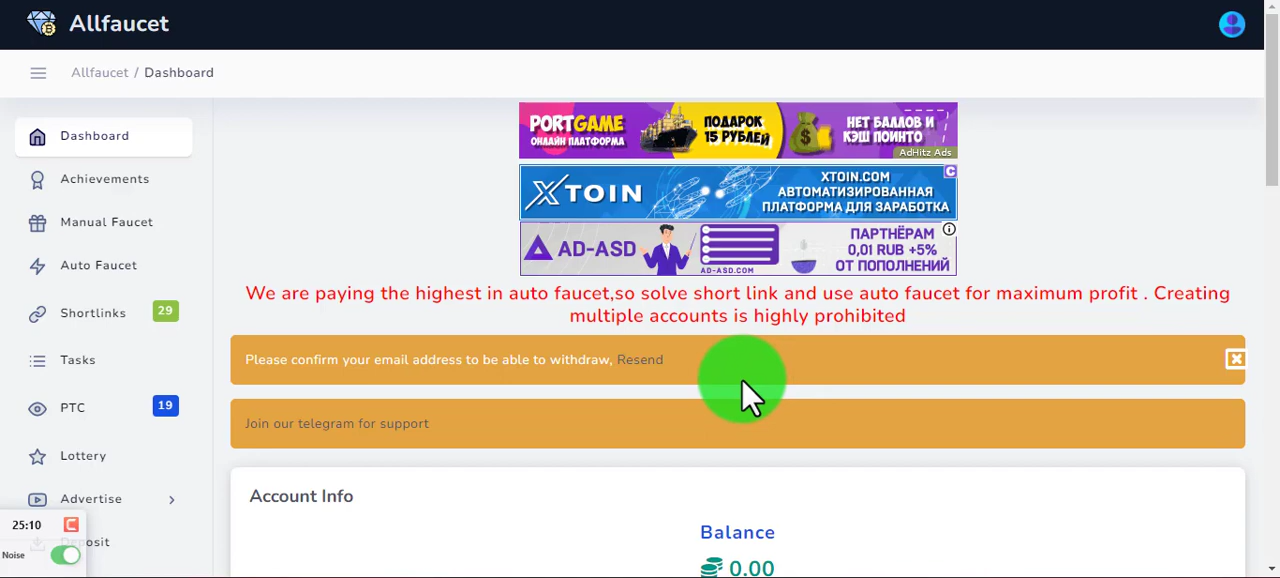 Allfaucet
Allfaucet / Dashboard
Dashboard
Achievements
Manual Faucet
Auto Faucet
Shortlinks 29
Tasks
PTC 19
Lottery
Advertise
Deposit
25:10
Noise
PORTGAME
ОНЛАЙН ПЛАТФОРМА
ПОДАРОК
15 РУБЛЕЙ
НЕТ БАЛЛОВ И
КЭШ ПОИНТО
AdHitz Ads
XTOIN
XTOIN.COM
АВТОМАТИЗИРОВАННАЯ
ПЛАТФОРМА ДЛЯ ЗАРАБОТКА
AD-ASD
AD-ASD.COM
ПАРТНЁРАМ
0,01 RUB +5%
ОТ ПОПОЛНЕНИЙ
We are paying the highest in auto faucet,so solve short link and use auto faucet for maximum profit . Creating
multiple accounts is highly prohibited
Please confirm your email address to be able to withdraw, Resend
Join our telegram for support
Account Info
Balance
0.00